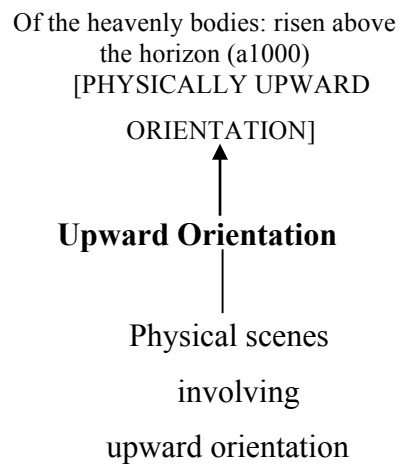 Of the heavenly bodies: risen above
the horizon (a1000)
[PHYSICALLY UPWARD
ORIENTATION]
Upward Orientation
Physical scenes
involving
upward orientation